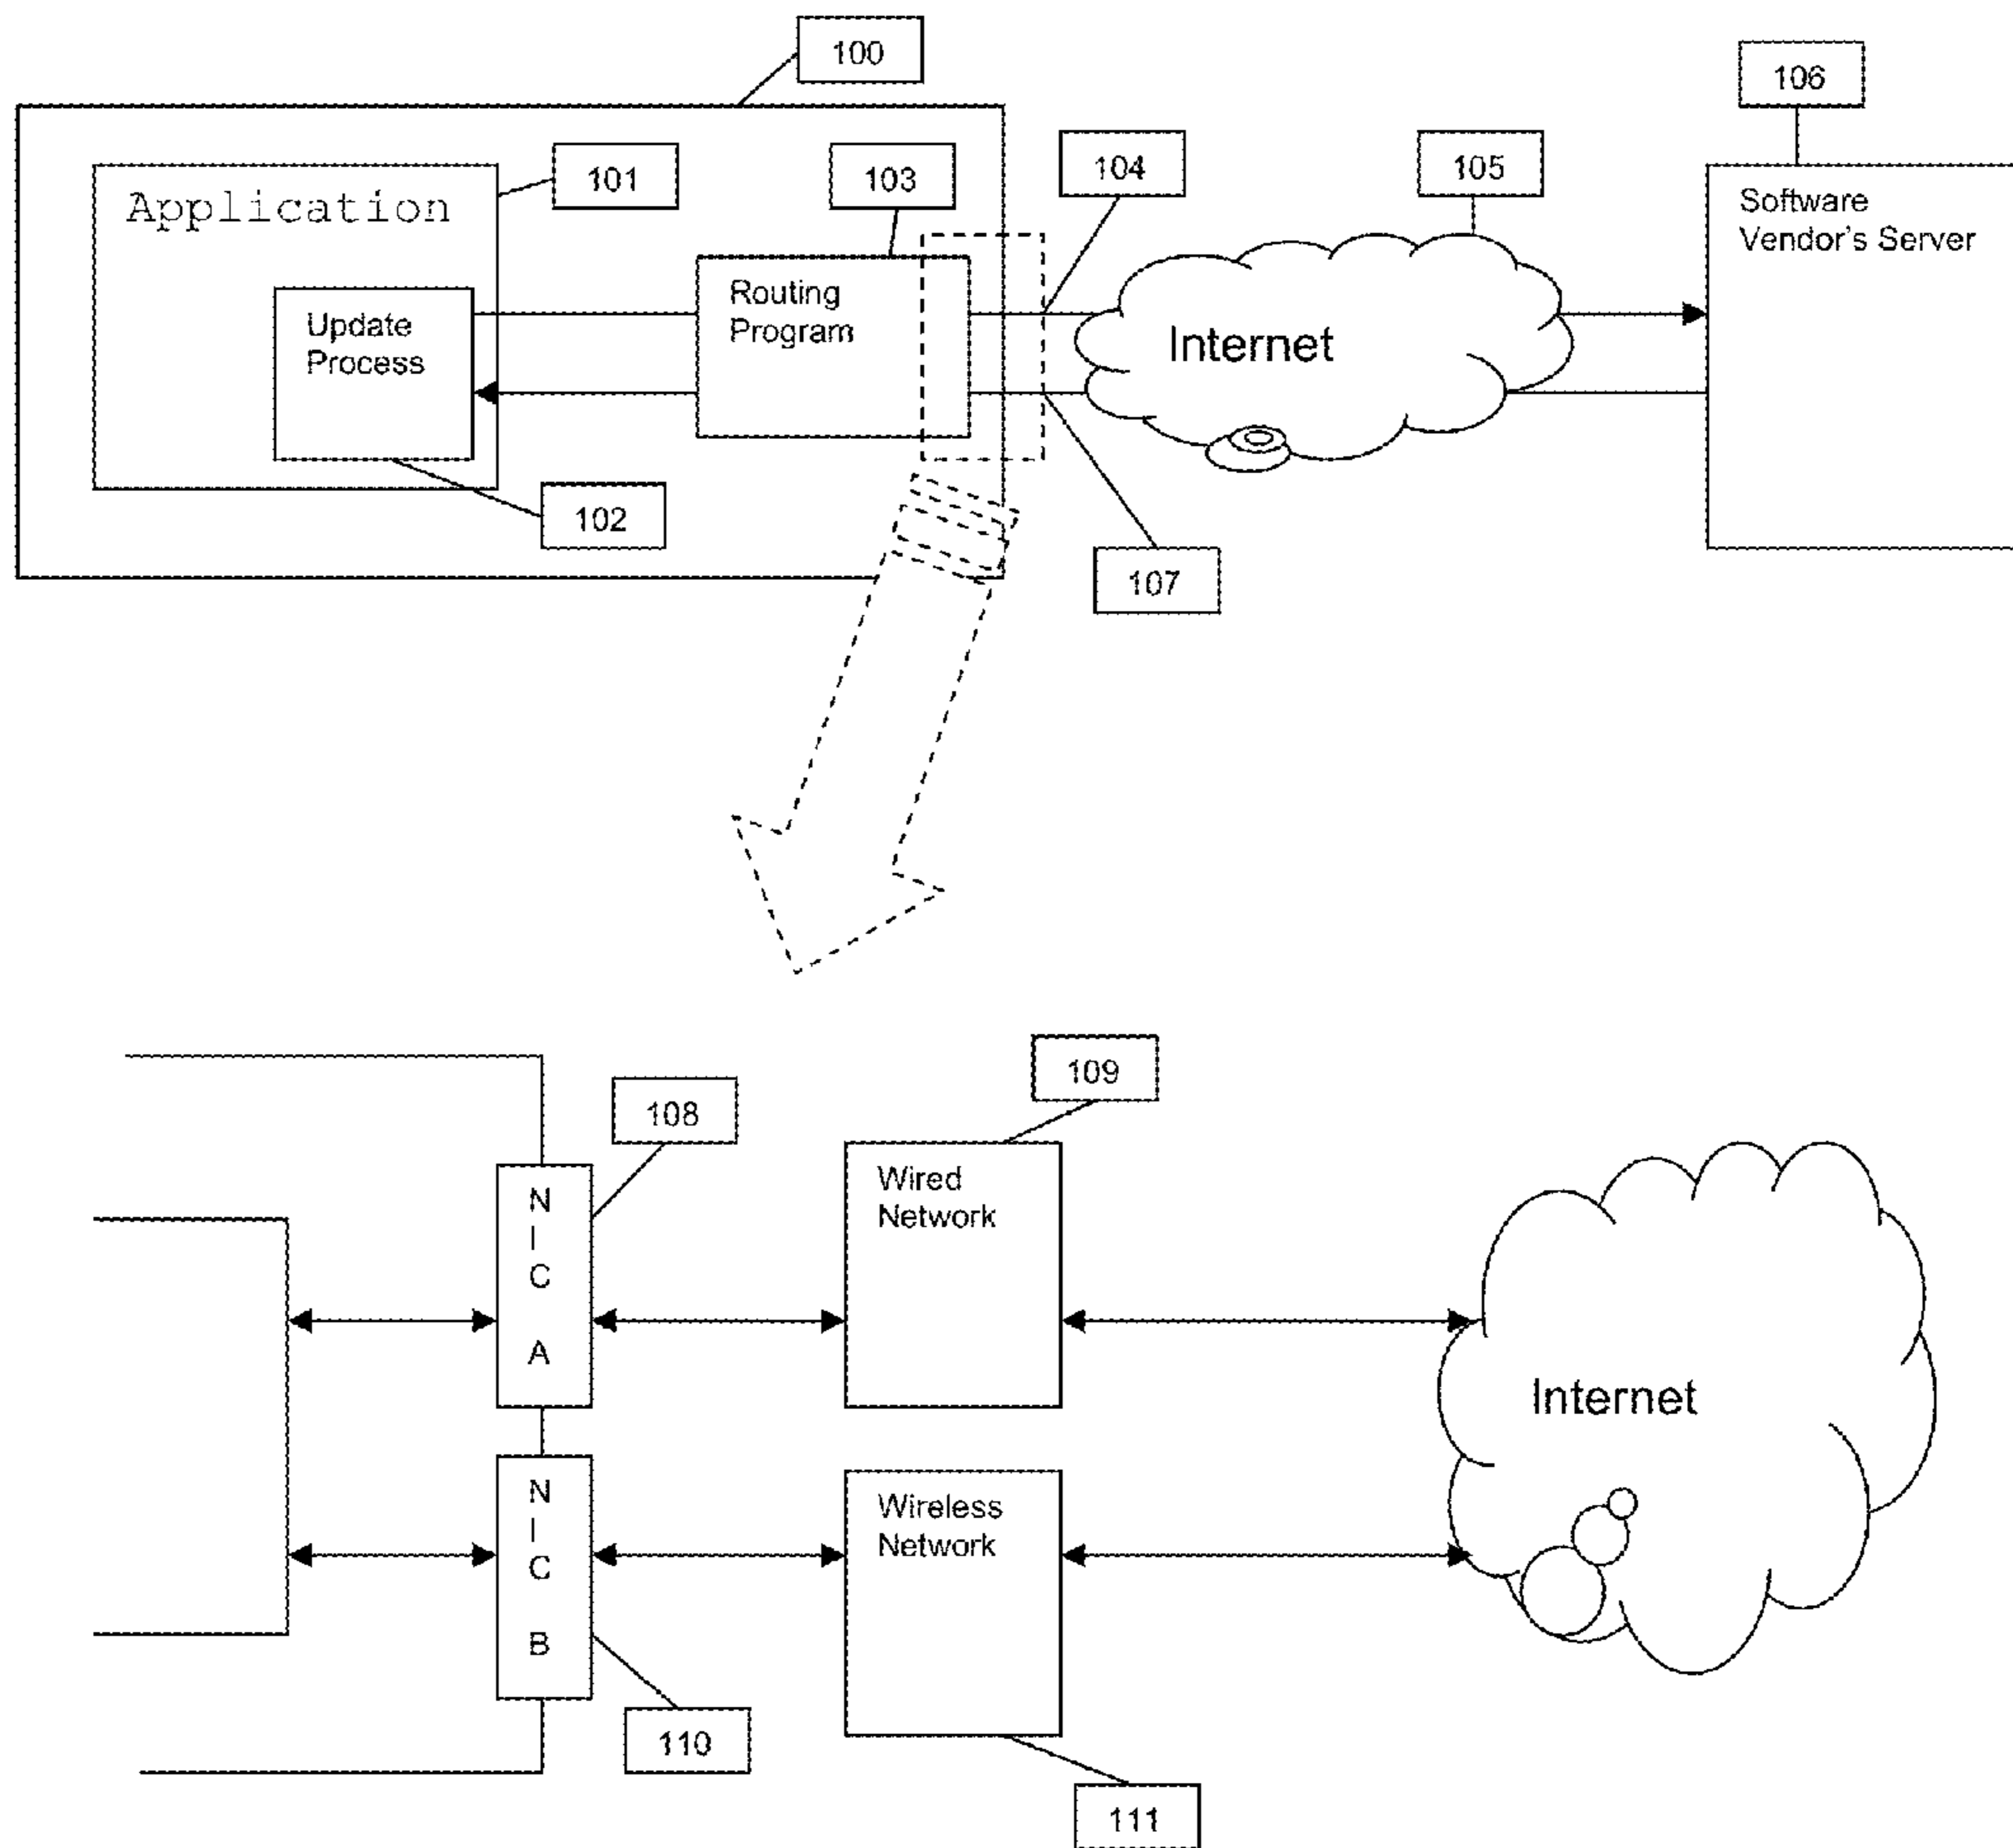 100
106
101
103
104
105
Application
Software
Vendor's Server
Routing
Program
Update
Process
Internet
102
107
109
108
Wired
Network
N
I
C
A
Internet
N
I
C
B
Wireless
Network
110
111